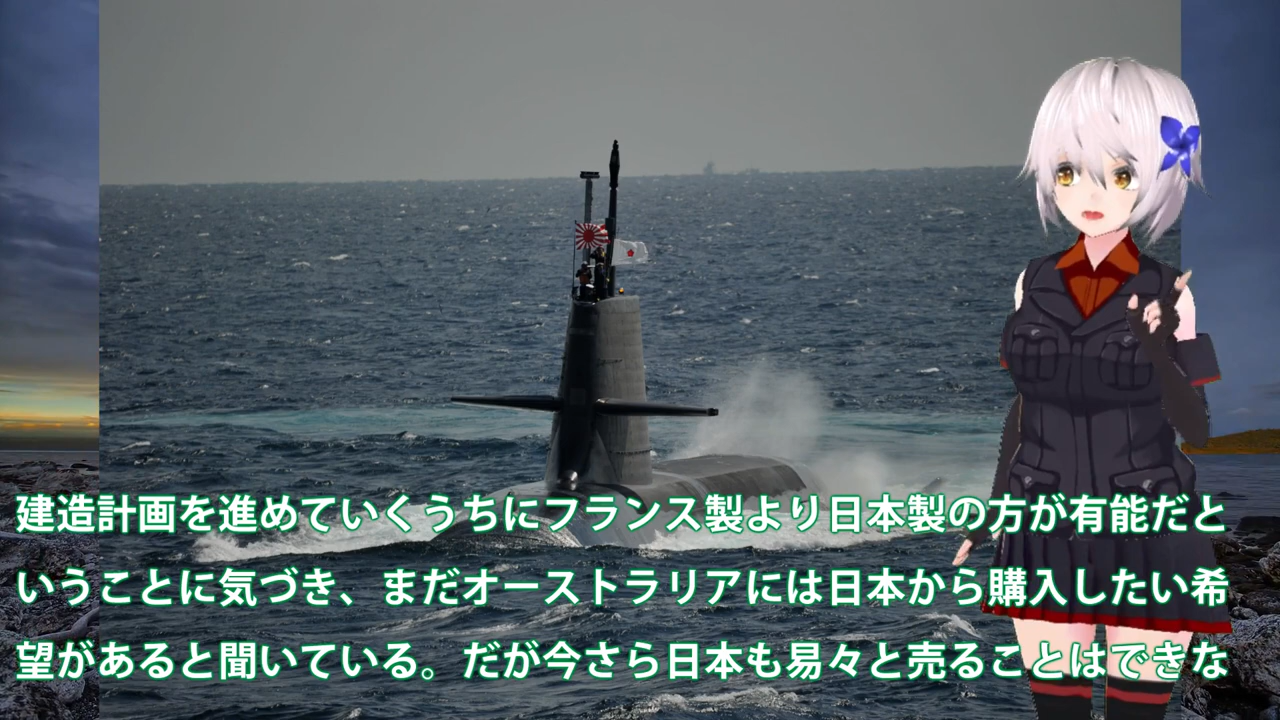 建造計画を進めていくうちにフランス製より日本製の方が有能だと
いうことに気づき、まだオーストラリアには日本から購入したい希
望があると聞いている。だが今さら日本も易々と売ることはできな